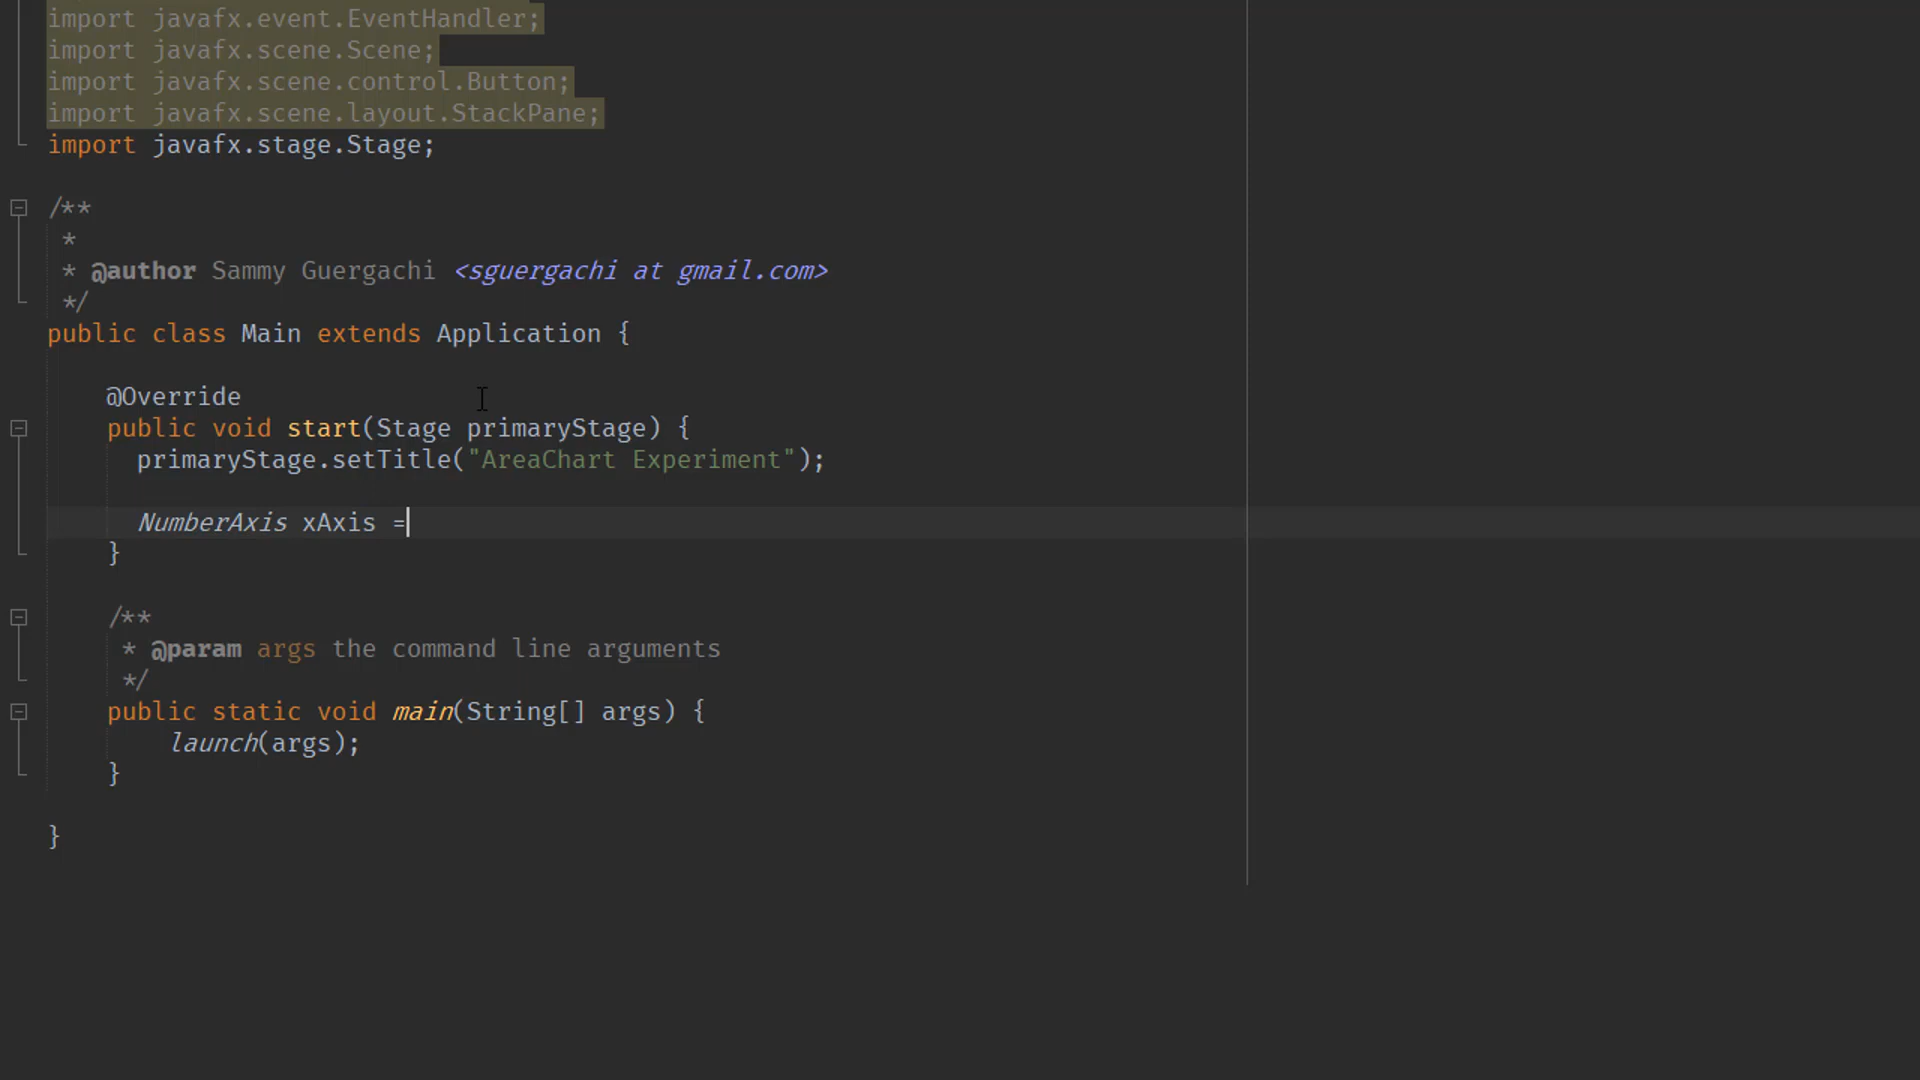 import javafx.event.EventHandler;
import javafx.scene.Scene;
import javafx.scene.control.Button;
import javafx.scene.layout.StackPane;
import javafx.stage.Stage;
/**
*
* @author Sammy Guergachi <sguergachi at gmail.com>
*/
public class Main extends Application {
@Override
public void start(Stage primaryStage) {
primaryStage.setTitle("AreaChart Experiment");
NumberAxis xAxis =
}
/**
* @param args the command line arguments
*/
public static void main(String[] args) {
launch(args);
}
}